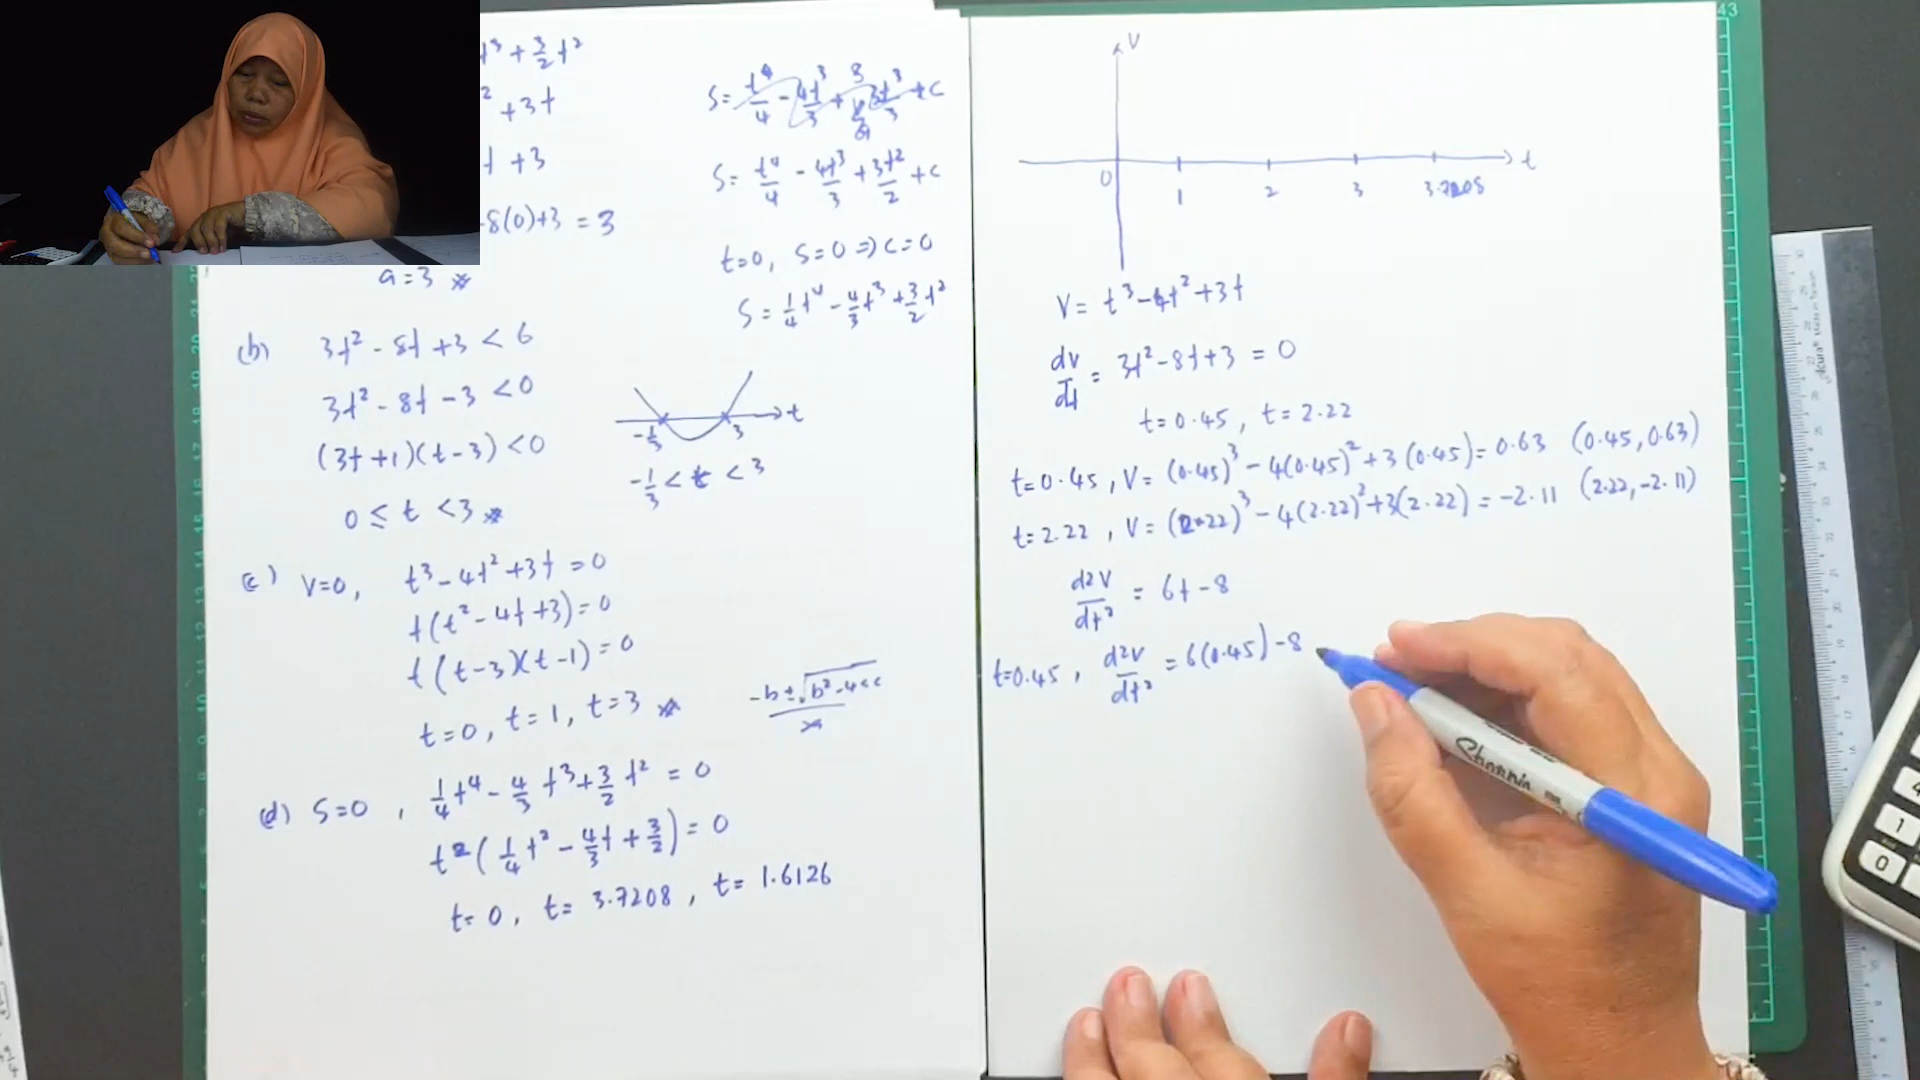 t³ + 3/2 t²
² + 3t
t + 3
-8(0)+3 = 3
a = 3
S = t⁴/4 - 4t³/3 + 3t²/2 + c
t=0, S=0 ⇒ c=0
S = 1/4 t⁴ - 4/3 t³ + 3/2 t²
(b) 3t² - 8t + 3 < 6
3t² - 8t - 3 < 0
(3t+1)(t-3) < 0
0 ≤ t < 3
-1/3 3 t
-1/3 < t < 3
(c) V=0, t³ - 4t² + 3t = 0
t(t² - 4t + 3) = 0
t(t-3)(t-1) = 0
t=0, t=1, t=3
-b ± √b² - 4
(d) S=0, 1/4 t⁴ - 4/3 t³ + 3/2 t² = 0
t²(1/4 t² - 4/3 t + 3/2) = 0
t = 0, t = 3.7208, t = 1.6126
V
0 1 2 3 3.7208 t
V = t³ - 4t² + 3t
dv/dt = 3t² - 8t + 3 = 0
t = 0.45, t = 2.22
t = 0.45, V = (0.45)³ - 4(0.45)² + 3(0.45) = 0.63 (0.45, 0.63)
t = 2.22, V = (2.22)³ - 4(2.22)² + 3(2.22) = -2.11 (2.22, -2.11)
d2V/dt² = 6t - 8
t=0.45, d2V/dt² = 6(0.45) - 8
Sharpie
43
4
1
0